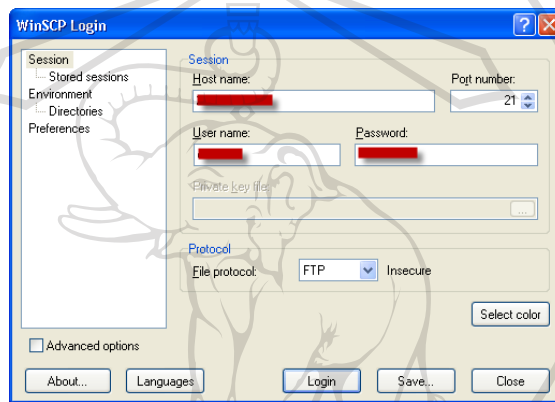 WinSCP Login
Session
Stored sessions
Environment
Directories
Preferences
Session
Host name:
Port number:
21
User name:
Password:
Private key file:
...
Protocol
File protocol:
FTP
Insecure
Select color
Advanced options
About...
Languages
Login
Save...
Close